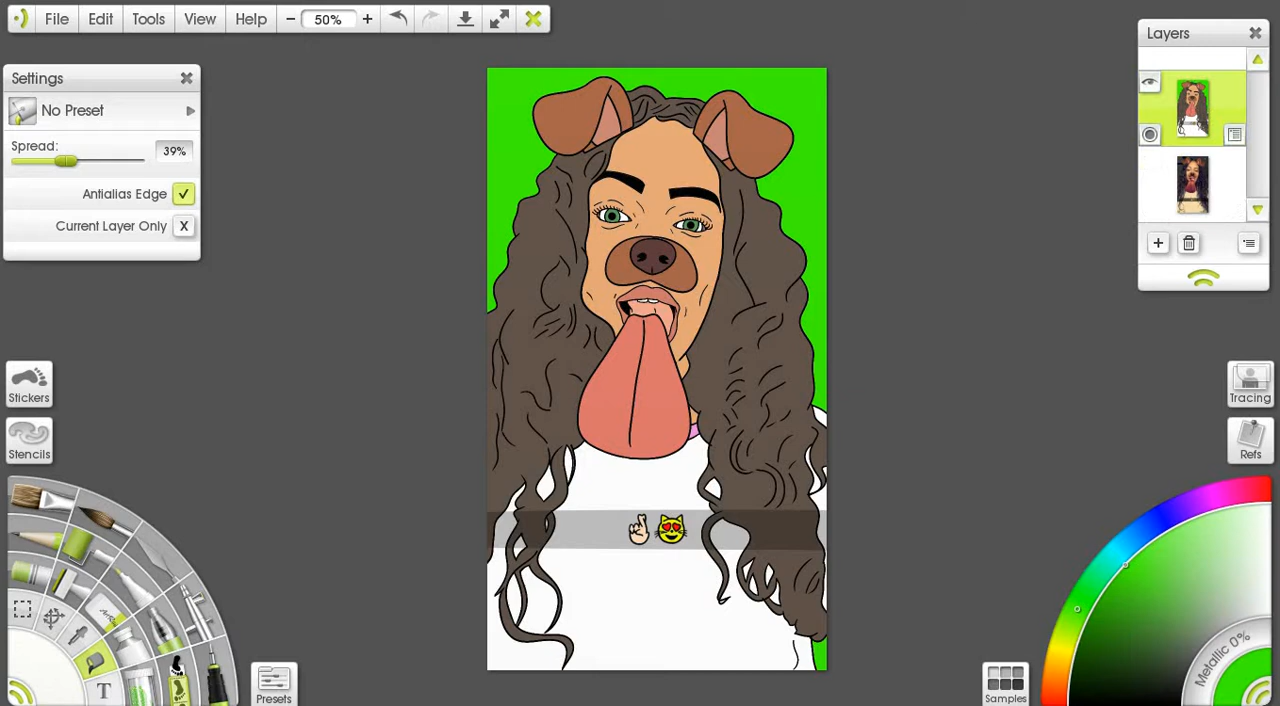 File Edit Tools View Help − 50% +
Settings
No Preset
Spread: 39%
Antialias Edge
Current Layer Only X
Stickers
Stencils
T
Presets
Layers
Tracing
Refs
Metallic 0%
Samples